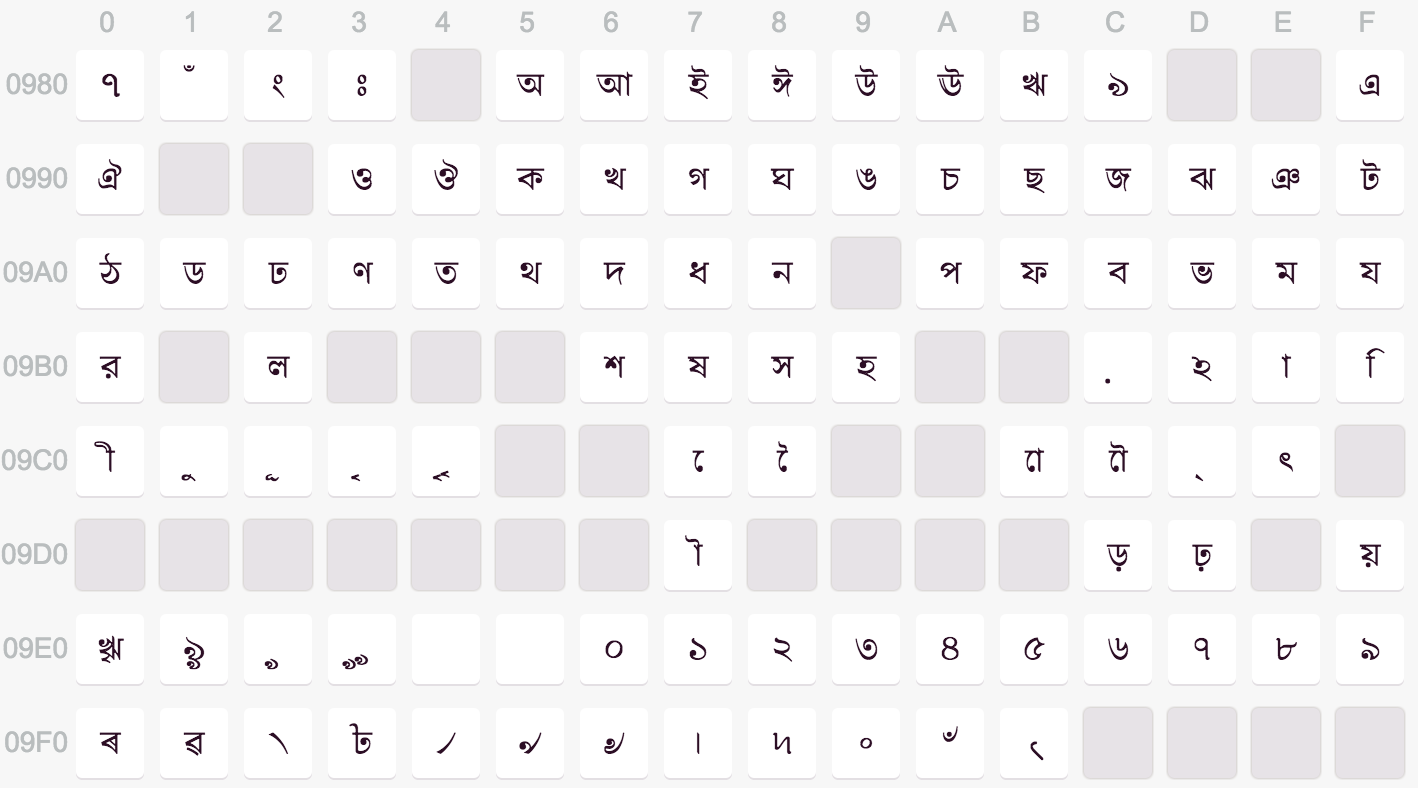 0 1 2 3 4 5 6 7 8 9 A B C D E F
0980 ঀ ঁ ং ঃ অ আ ই ঈ উ ঊ ঋ ঌ এ
0990 ঐ ও ঔ ক খ গ ঘ ঙ চ ছ জ ঝ ঞ ট
09A0 ঠ ড ঢ ণ ত থ দ ধ ন প ফ ব ভ ম য
09B0 র ল শ ষ স হ ় ঽ া ি
09C0 ী ু ূ ৃ ৄ ে ৈ ো ৌ ্ ৎ
09D0 ৗ ড় ঢ় য়
09E0 ৠ ৡ ৢ ৣ ০ ১ ২ ৩ ৪ ৫ ৬ ৭ ৮ ৯
09F0 ৰ ৱ ৲ ৳ ৴ ৵ ৶ ৷ ৸ ৹ ৺ ৻